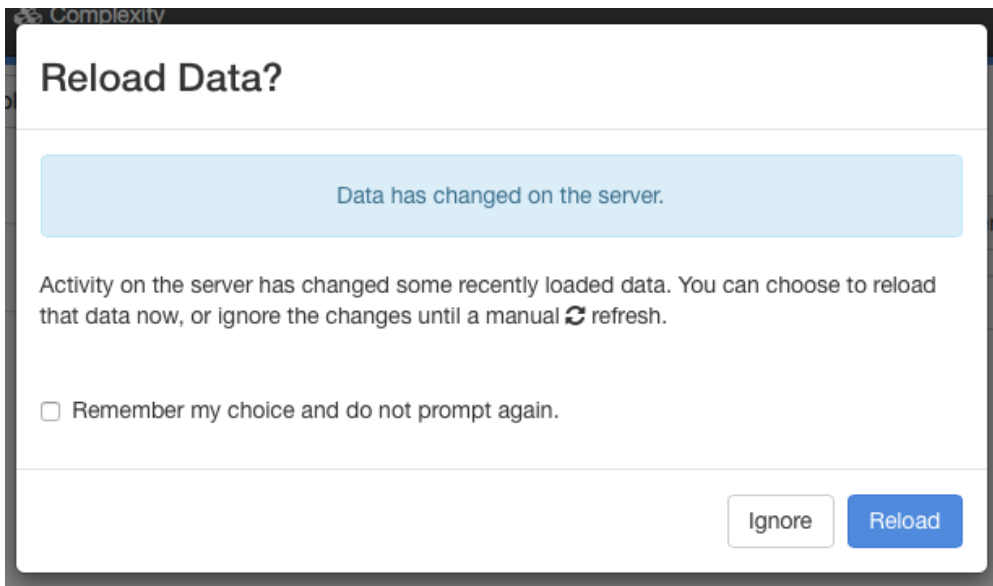 Complexity
Reload Data?
Data has changed on the server.
Activity on the server has changed some recently loaded data. You can choose to reload
that data now, or ignore the changes until a manual refresh.
Remember my choice and do not prompt again.
Ignore
Reload